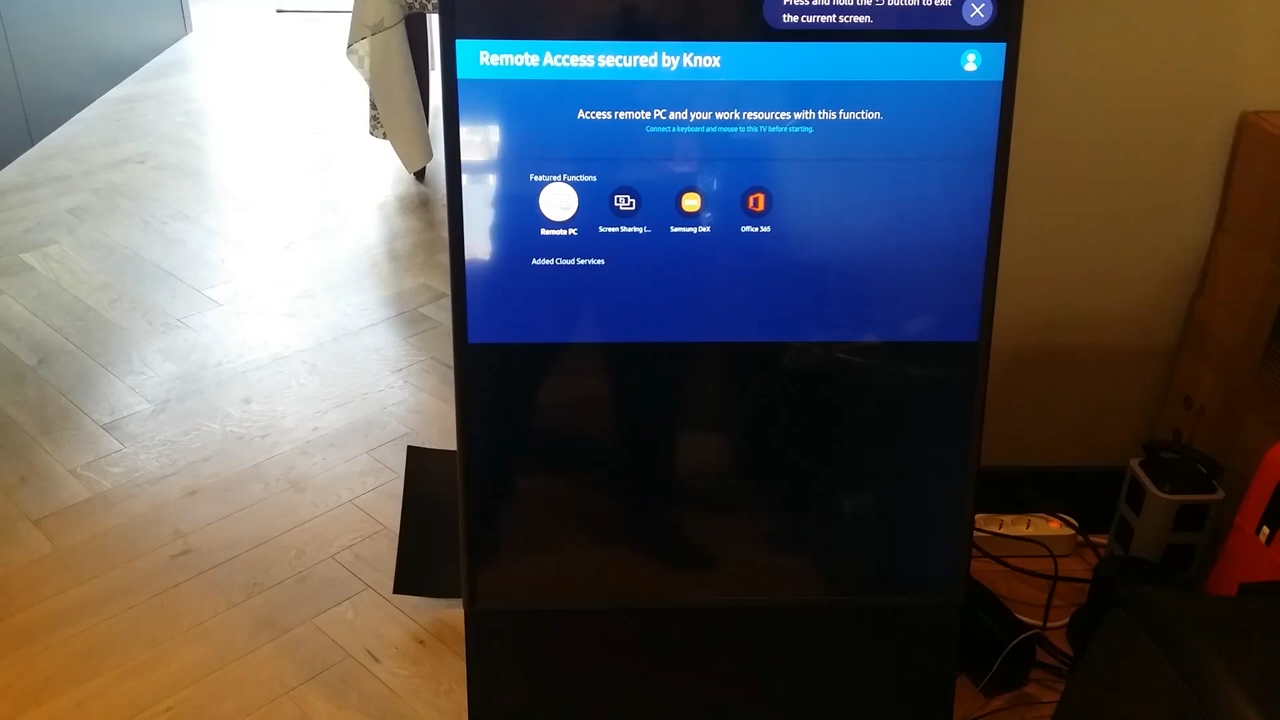 Press and hold the ⮌ button to exit
the current screen.
Remote Access secured by Knox
Access remote PC and your work resources with this function.
Connect a keyboard and mouse to this TV before starting.
Featured Functions
Remote PC
Screen Sharing (...
Samsung DeX
Office 365
Added Cloud Services